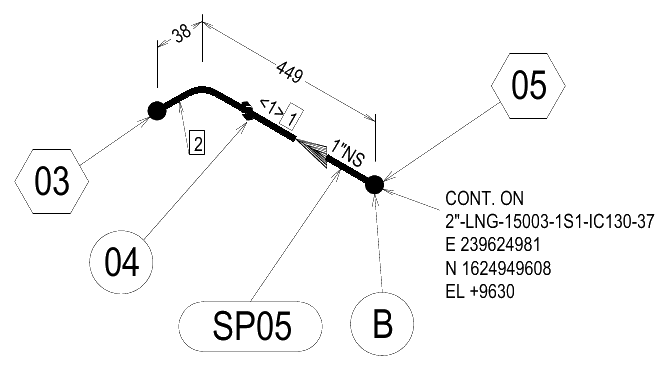 38
449
05
<1> 1
1"NS
2
03
CONT. ON
2"-LNG-15003-1S1-IC130-37
E 239624981
N 1624949608
EL +9630
04
SP05
B